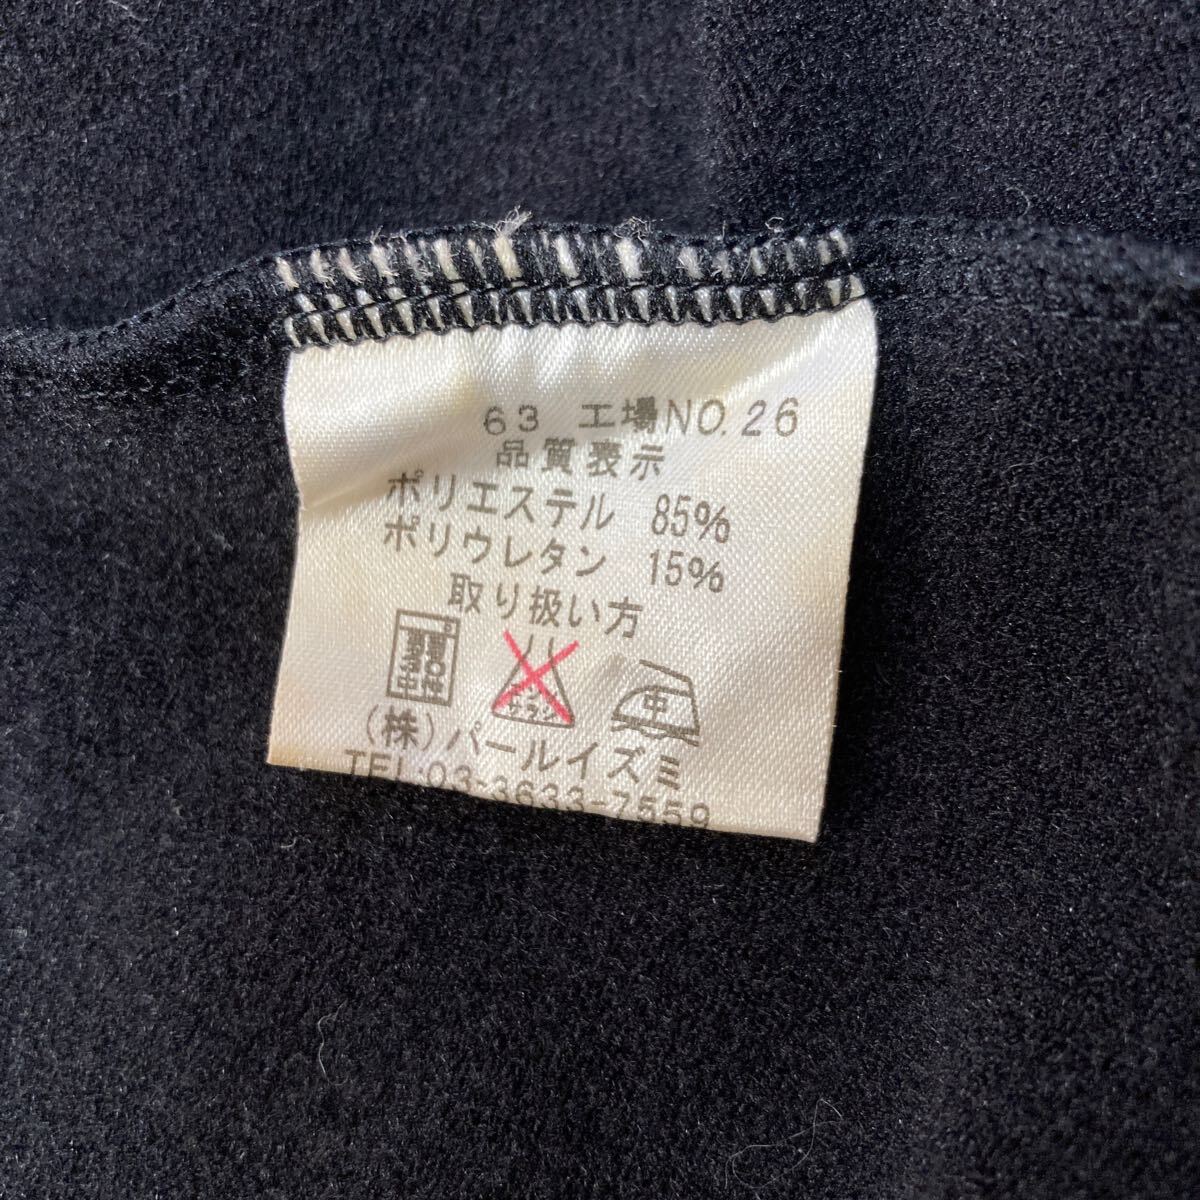 63 工場NO.26
品質表示
ポリエステル 85%
ポリウレタン 15%
取り扱い方
中
(株)パールイズミ
TEL:03-3633-7559